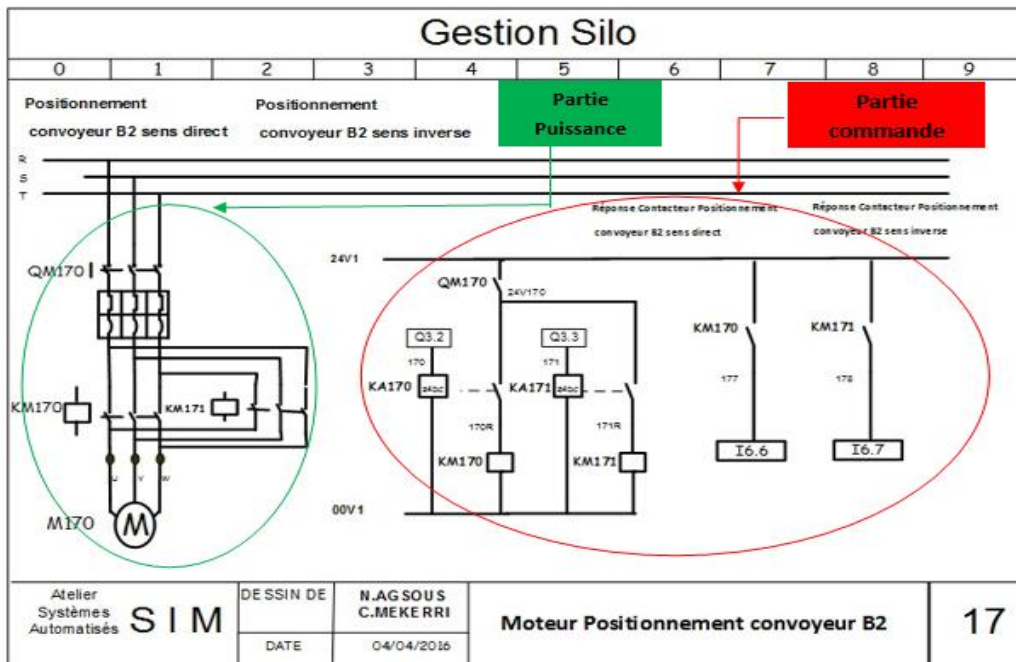 Gestion Silo
0 1 2 3 4 5 6 7 8 9
Positionnement
convoyeur B2 sens direct
Positionnement
convoyeur B2 sens inverse
Partie
Puissance
Partie
commande
R
S
T
Réponse Contacteur Positionnement
convoyeur B2 sens direct
Réponse Contacteur Positionnement
convoyeur B2 sens inverse
24V1
QM170
QM170
24V170
Q3.2
Q3.3
KM170
KM171
170
171
KA170
24DC
KA171
24DC
KM170
KM171
177
178
170R
171R
KM170
KM171
I6.6
I6.7
U V W
M170
M
00V1
Atelier
Systèmes
Automatisés
SIM
DESSIN DE
N.AGSOUS
C.MEKERRI
DATE
04/04/2016
Moteur Positionnement convoyeur B2
17